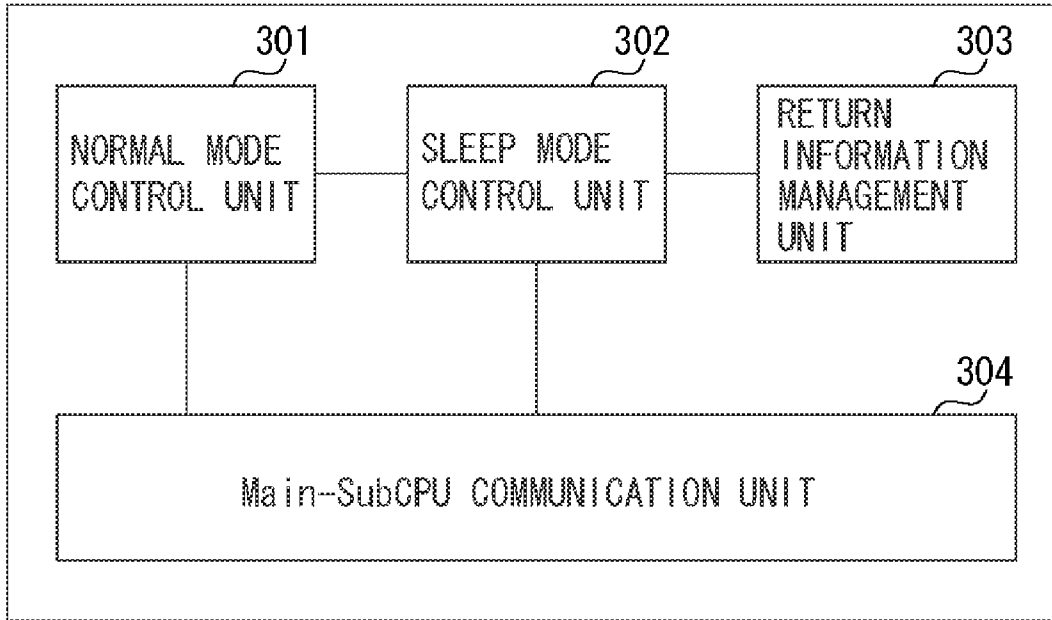 301
302
303
NORMAL MODE
CONTROL UNIT
SLEEP MODE
CONTROL UNIT
RETURN
INFORMATION
MANAGEMENT
UNIT
304
Main-SubCPU COMMUNICATION UNIT